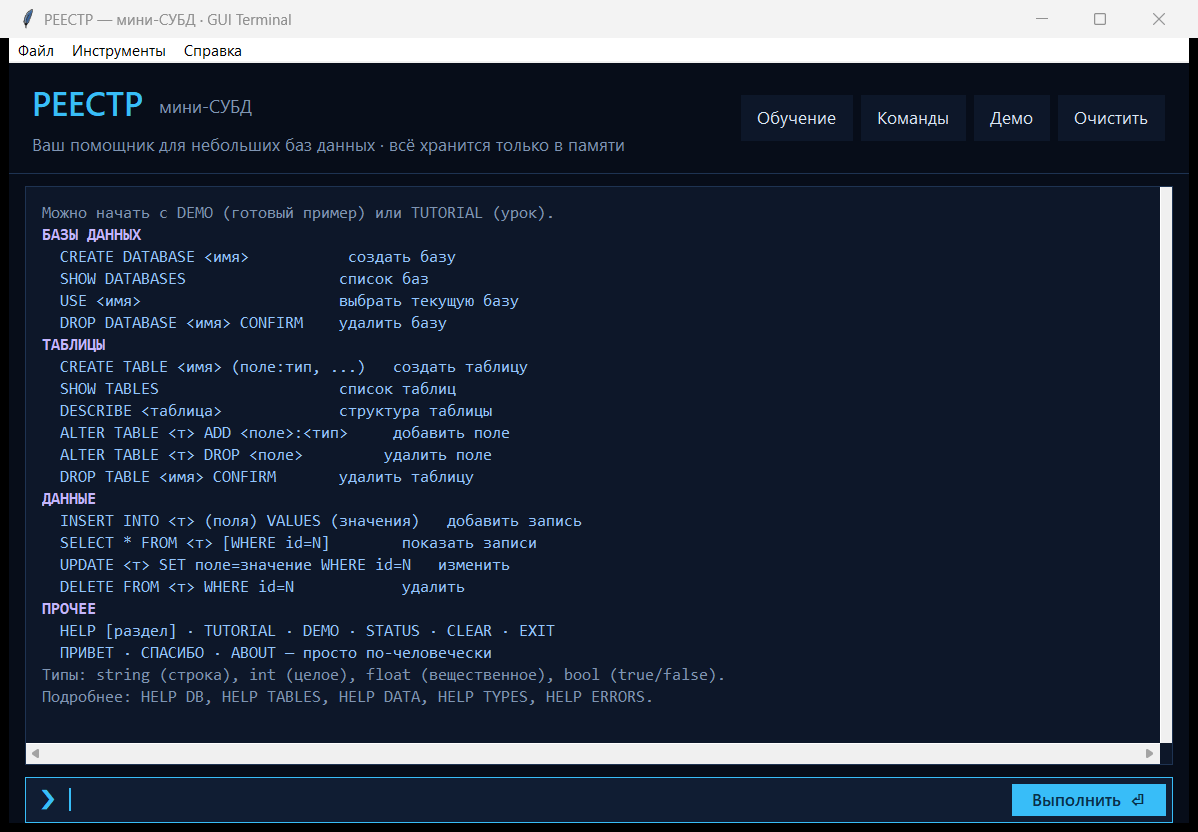 РЕЕСТР — мини-СУБД · GUI Terminal
Файл Инструменты Справка
РЕЕСТР мини-СУБД
Ваш помощник для небольших баз данных · всё хранится только в памяти
Обучение Команды Демо Очистить
Можно начать с DEMO (готовый пример) или TUTORIAL (урок).
БАЗЫ ДАННЫХ
CREATE DATABASE <имя> создать базу
SHOW DATABASES список баз
USE <имя> выбрать текущую базу
DROP DATABASE <имя> CONFIRM удалить базу
ТАБЛИЦЫ
CREATE TABLE <имя> (поле:тип, ...) создать таблицу
SHOW TABLES список таблиц
DESCRIBE <таблица> структура таблицы
ALTER TABLE <т> ADD <поле>:<тип> добавить поле
ALTER TABLE <т> DROP <поле> удалить поле
DROP TABLE <имя> CONFIRM удалить таблицу
ДАННЫЕ
INSERT INTO <т> (поля) VALUES (значения) добавить запись
SELECT * FROM <т> [WHERE id=N] показать записи
UPDATE <т> SET поле=значение WHERE id=N изменить
DELETE FROM <т> WHERE id=N удалить
ПРОЧЕЕ
HELP [раздел] · TUTORIAL · DEMO · STATUS · CLEAR · EXIT
ПРИВЕТ · СПАСИБО · ABOUT — просто по-человечески
Типы: string (строка), int (целое), float (вещественное), bool (true/false).
Подробнее: HELP DB, HELP TABLES, HELP DATA, HELP TYPES, HELP ERRORS.
❯
Выполнить ⏎